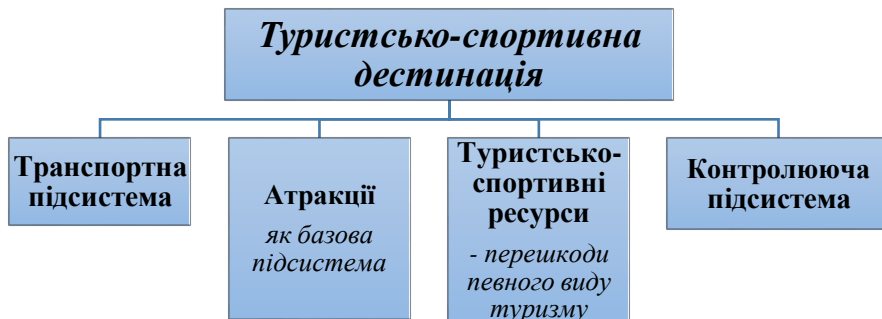 Туристсько-спортивна
дестинація
Транспортна
підсистема
Атракції
як базова
підсистема
Туристсько-
спортивні
ресурси
- перешкоди
певного виду
туризму
Контролююча
підсистема